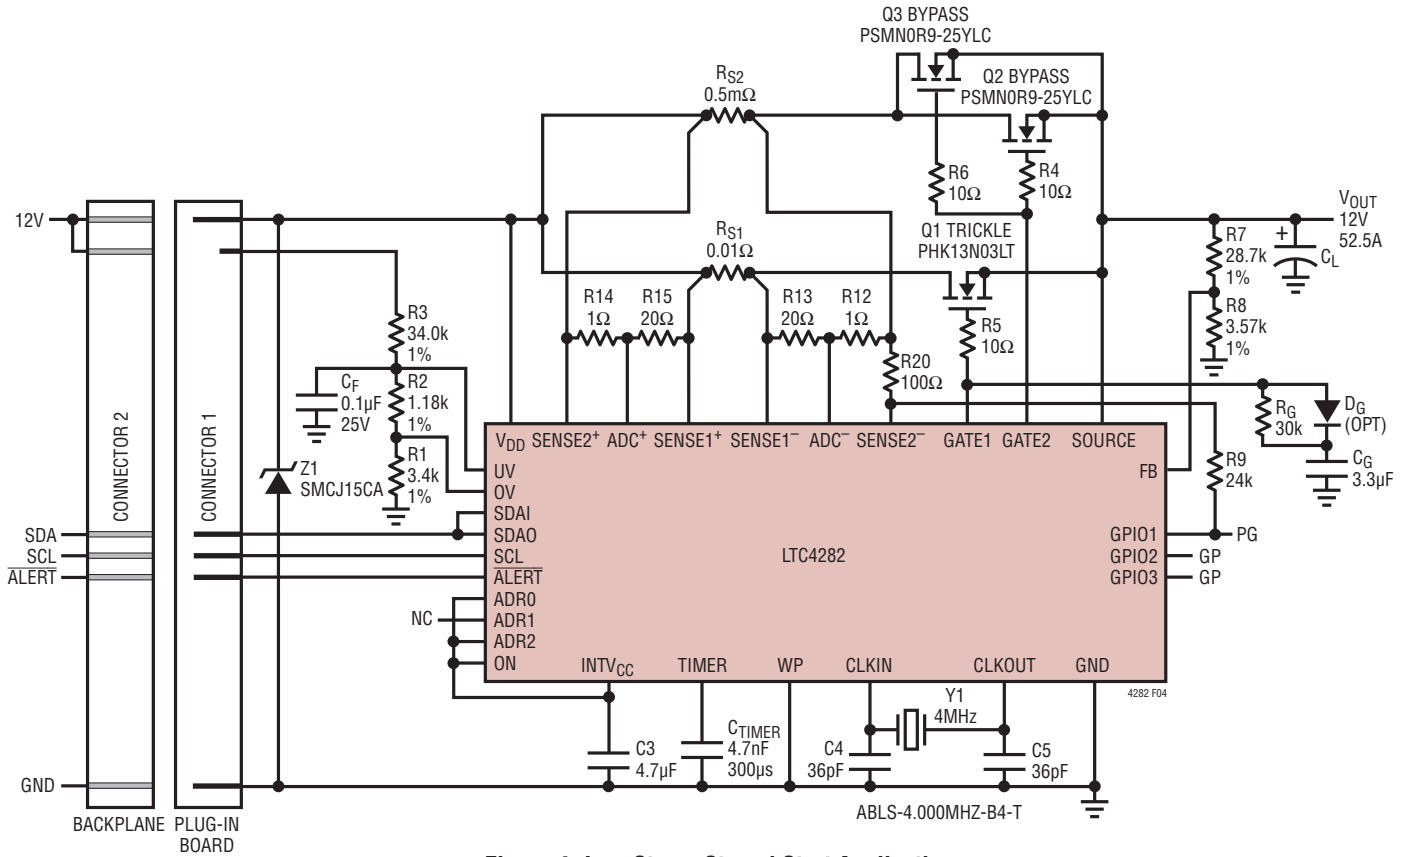 Q3 BYPASS
PSMN0R9-25YLC
Q2 BYPASS
PSMN0R9-25YLC
RS2
0.5mΩ
R6
10Ω
R4
10Ω
12V
VOUT
12V
52.5A
RS1
0.01Ω
Q1 TRICKLE
PHK13N03LT
R7
28.7k
1%
+
CL
R14
1Ω
R15
20Ω
R13
20Ω
R12
1Ω
R5
10Ω
R8
3.57k
1%
R3
34.0k
1%
R20
100Ω
CF
0.1µF
25V
R2
1.18k
1%
RG
30k
DG
(OPT)
CONNECTOR 2
CONNECTOR 1
VDD
SENSE2+
ADC+
SENSE1+
SENSE1–
ADC–
SENSE2–
GATE1
GATE2
SOURCE
Z1
SMCJ15CA
R1
3.4k
1%
UV
OV
SDAI
SDAO
SCL
ALERT
ADR0
ADR1
ADR2
ON
NC
FB
R9
24k
CG
3.3µF
SDA
SCL
ALERT
LTC4282
GPIO1
GPIO2
GPIO3
PG
GP
GP
INTVCC
TIMER
WP
CLKIN
CLKOUT
GND
4282 F04
Y1
4MHz
C3
4.7µF
CTIMER
4.7nF
300µs
C4
36pF
C5
36pF
GND
ABLS-4.000MHZ-B4-T
BACKPLANE
PLUG-IN
BOARD